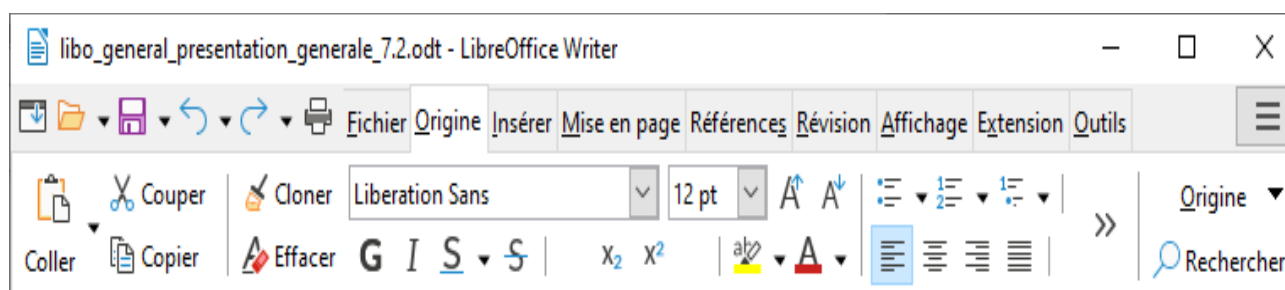 libo_general_presentation_generale_7.2.odt - LibreOffice Writer
Fichier Origine Insérer Mise en page Références Révision Affichage Extension Outils
Couper Cloner Liberation Sans 12 pt Origine
Coller Copier Effacer G I S S X₂ X² Rechercher